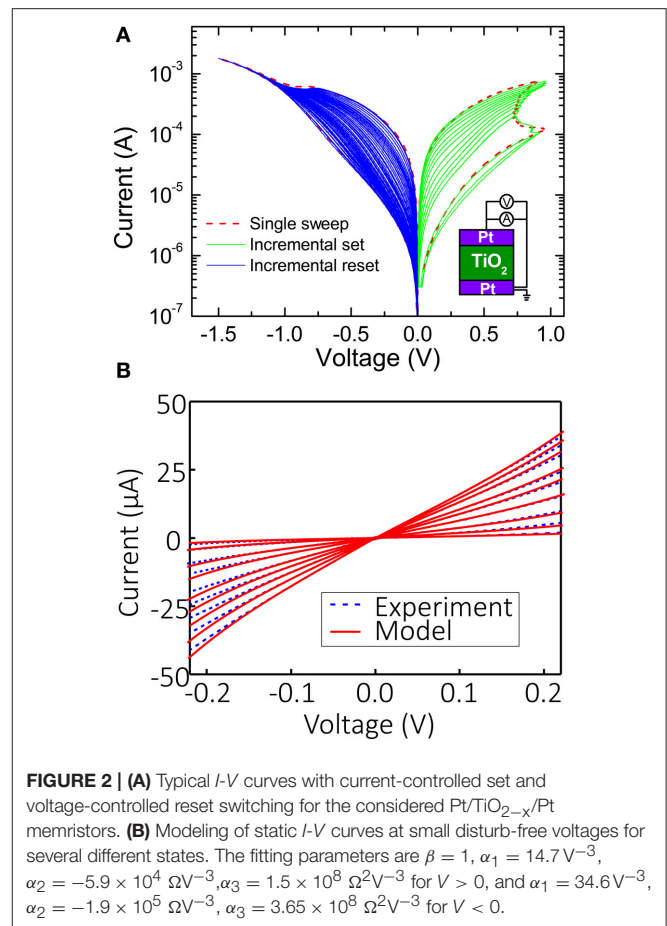 A
Current (A)
10⁻³
10⁻⁴
10⁻⁵
10⁻⁶
10⁻⁷
Single sweep
Incremental set
Incremental reset
V
A
Pt
TiO₂
Pt
-1.5 -1.0 -0.5 0.0 0.5 1.0
Voltage (V)
B
Current (µA)
50
25
0
-25
-50
Experiment
Model
-0.2 -0.1 0.0 0.1 0.2
Voltage (V)
FIGURE 2 | (A) Typical I-V curves with current-controlled set and
voltage-controlled reset switching for the considered Pt/TiO₂₋ₓ/Pt
memristors. (B) Modeling of static I-V curves at small disturb-free voltages for
several different states. The fitting parameters are β = 1, α₁ = 14.7 V⁻³,
α₂ = −5.9 × 10⁴ ΩV⁻³,α₃ = 1.5 × 10⁸ Ω²V⁻³ for V > 0, and α₁ = 34.6 V⁻³,
α₂ = −1.9 × 10⁵ ΩV⁻³, α₃ = 3.65 × 10⁸ Ω²V⁻³ for V < 0.